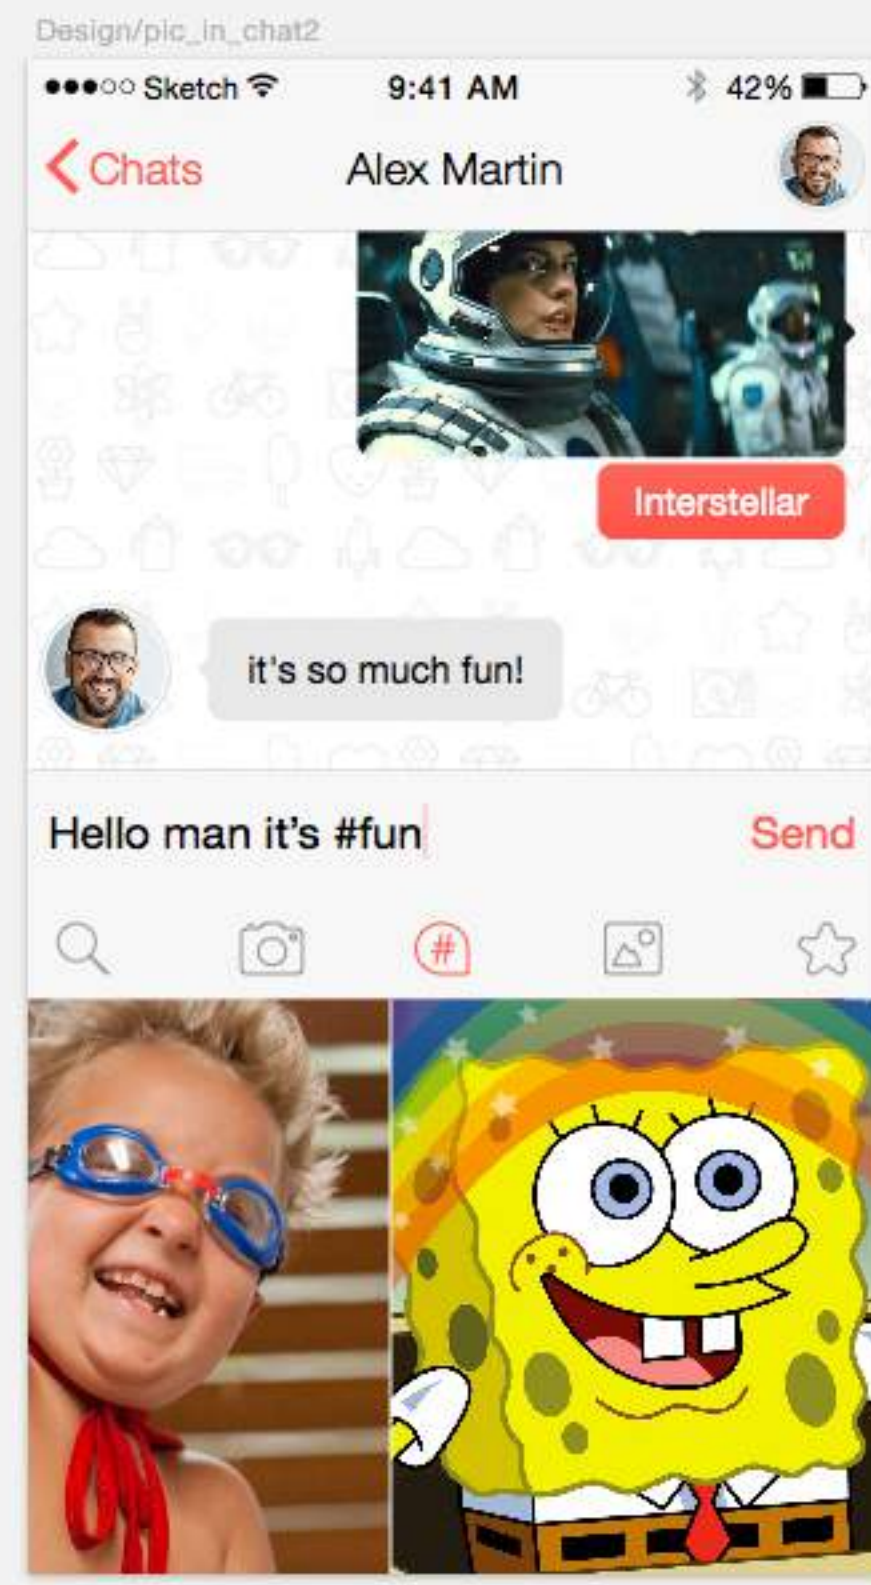 Design/pic_in_chat2
Sketch 9:41 AM 42%
Chats Alex Martin
Interstellar
it's so much fun!
Hello man it’s #fun Send
#